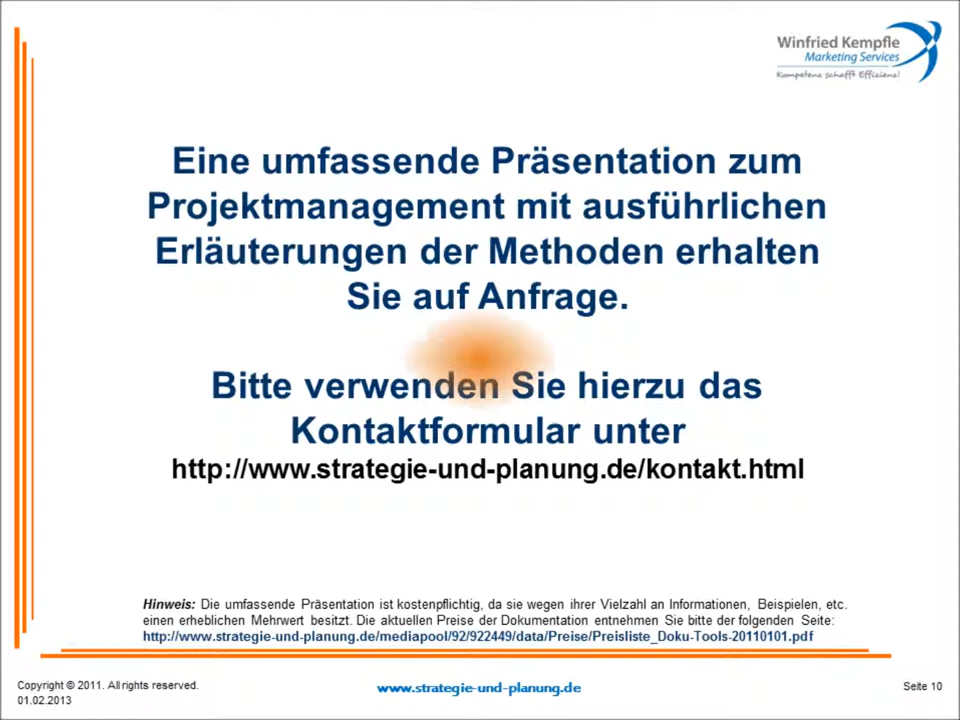 Winfried Kempfle
Marketing Services
Kompetenz schafft Effizienz!
Eine umfassende Präsentation zum
Projektmanagement mit ausführlichen
Erläuterungen der Methoden erhalten
Sie auf Anfrage.
Bitte verwenden Sie hierzu das
Kontaktformular unter
http://www.strategie-und-planung.de/kontakt.html
Hinweis: Die umfassende Präsentation ist kostenpflichtig, da sie wegen ihrer Vielzahl an Informationen, Beispielen, etc.
einen erheblichen Mehrwert besitzt. Die aktuellen Preise der Dokumentation entnehmen Sie bitte der folgenden Seite:
http://www.strategie-und-planung.de/mediapool/92/922449/data/Preise/Preisliste_Doku-Tools-20110101.pdf
Copyright © 2011. All rights reserved.
01.02.2013
www.strategie-und-planung.de
Seite 10